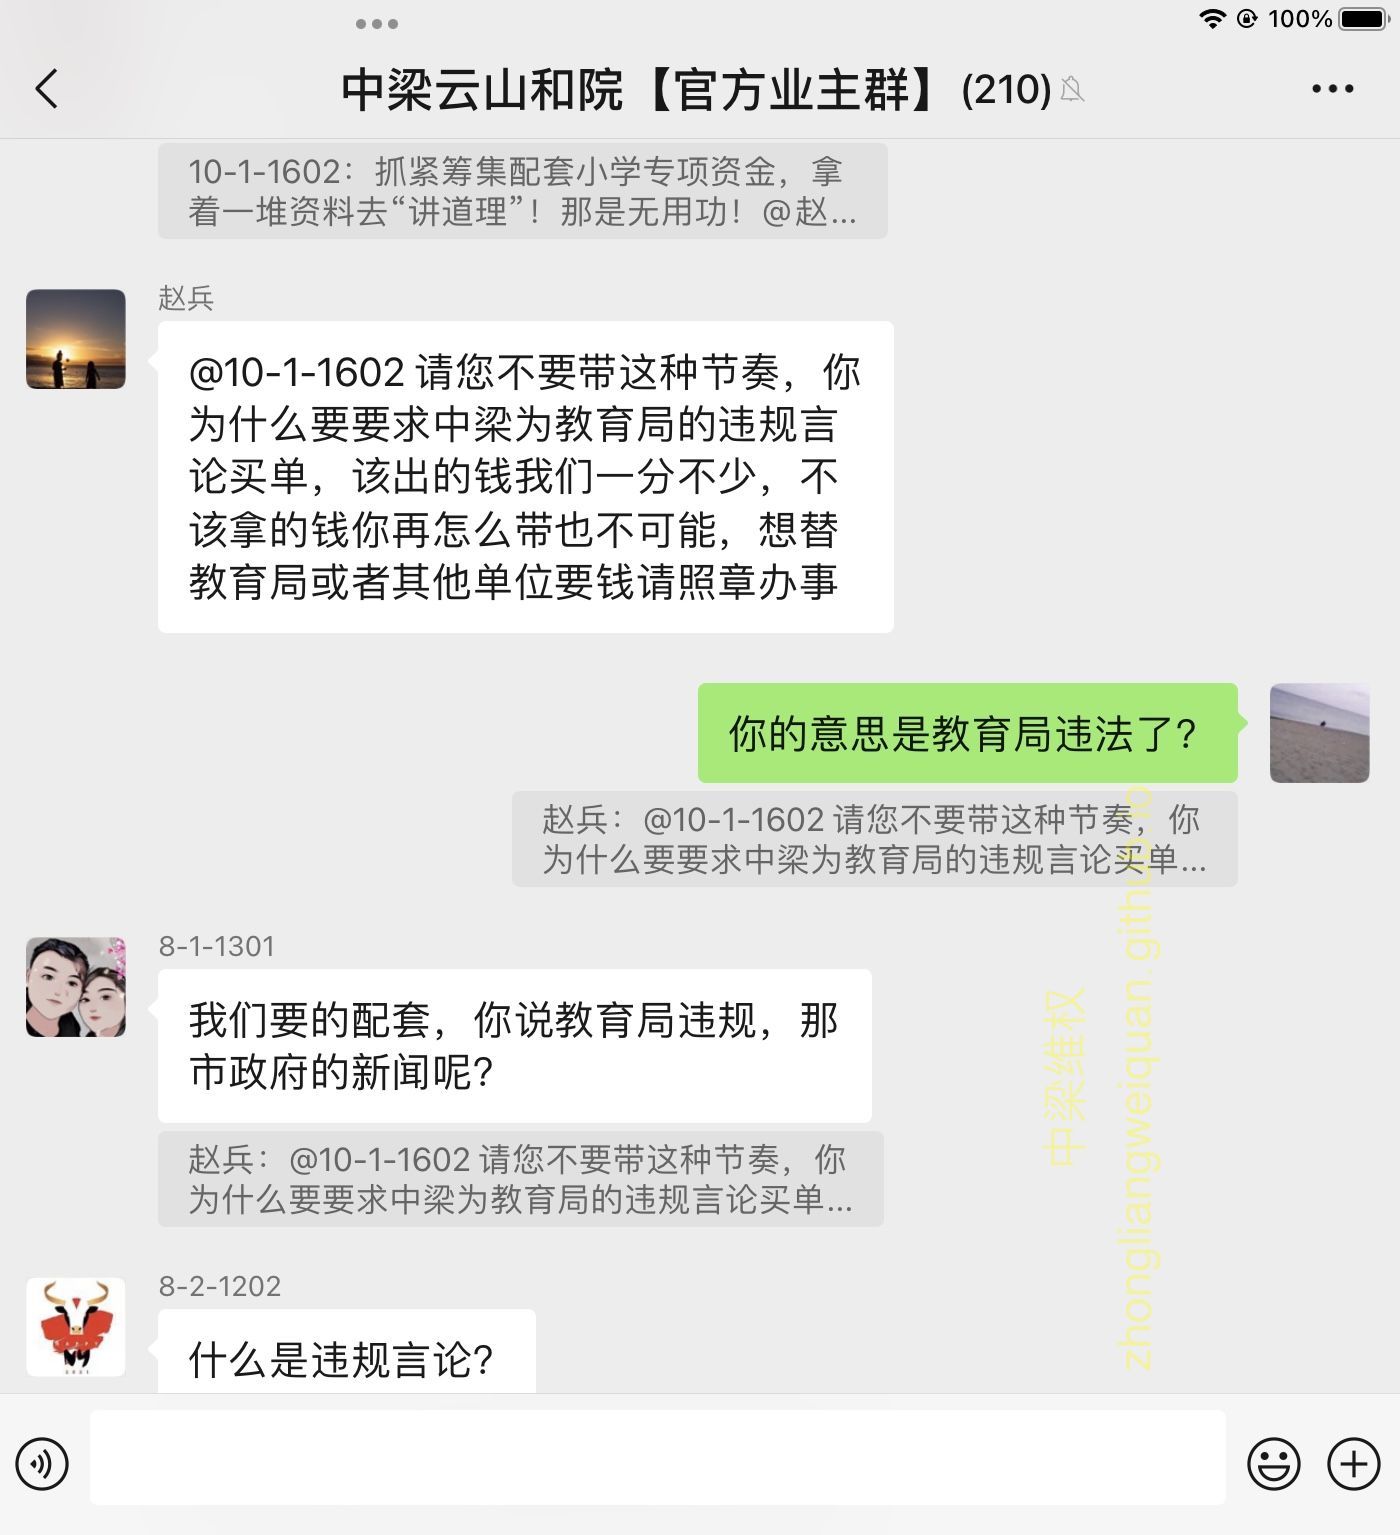 100%
中梁云山和院【官方业主群】(210)
10-1-1602：抓紧筹集配套小学专项资金，拿
着一堆资料去“讲道理”！那是无用功！@赵...
赵兵
@10-1-1602 请您不要带这种节奏，你
为什么要要求中梁为教育局的违规言
论买单，该出的钱我们一分不少，不
该拿的钱你再怎么带也不可能，想替
教育局或者其他单位要钱请照章办事
你的意思是教育局违法了?
赵兵：@10-1-1602 请您不要带这种节奏，你
为什么要要求中梁为教育局的违规言论买单...
8-1-1301
我们要的配套，你说教育局违规，那
市政府的新闻呢?
赵兵：@10-1-1602 请您不要带这种节奏，你
为什么要要求中梁为教育局的违规言论买单...
8-2-1202
什么是违规言论?
中梁维权
zhongliangweiquan.github.io